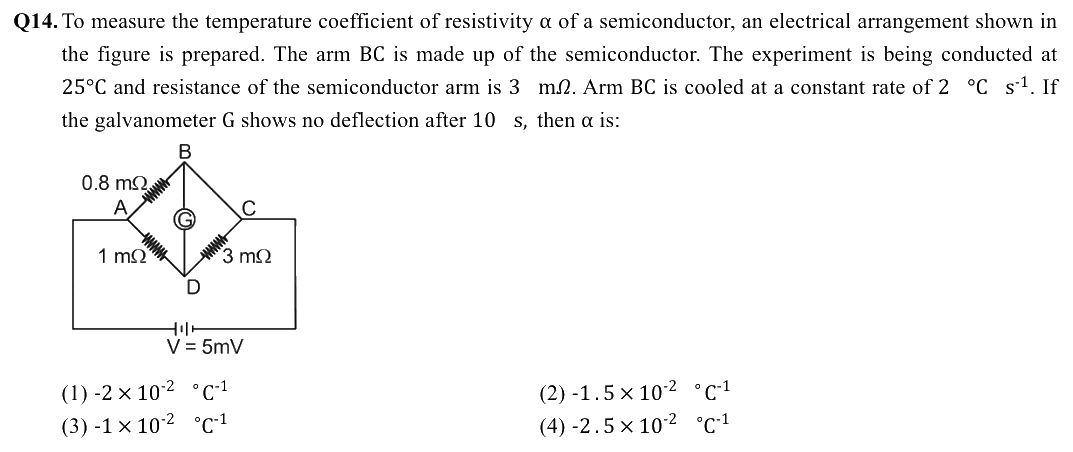 Q14. To measure the temperature coefficient of resistivity α of a semiconductor, an electrical arrangement shown in
the figure is prepared. The arm BC is made up of the semiconductor. The experiment is being conducted at
25°C and resistance of the semiconductor arm is 3 mΩ. Arm BC is cooled at a constant rate of 2 °C s⁻¹. If
the galvanometer G shows no deflection after 10 s, then α is:
B
0.8 mΩ
A
C
G
1 mΩ
3 mΩ
D
V = 5mV
(1) -2 × 10⁻² °C⁻¹
(2) -1.5 × 10⁻² °C⁻¹
(3) -1 × 10⁻² °C⁻¹
(4) -2.5 × 10⁻² °C⁻¹